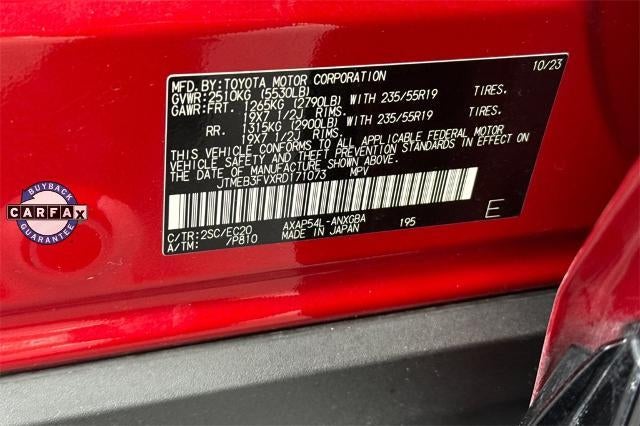 10/23
MFD. BY: TOYOTA MOTOR CORPORATION
GVWR: 2510KG (5530LB)
GAWR: FRT. 1265KG (2790LB) WITH 235/55R19 TIRES.
19X7 1/2J RIMS.
RR. 1315KG (2900LB) WITH 235/55R19 TIRES.
19X7 1/2J RIMS.
THIS VEHICLE CONFORMS TO ALL APPLICABLE FEDERAL MOTOR
VEHICLE SAFETY AND THEFT PREVENTION STANDARDS IN EFFECT ON
THE DATE OF MANUFACTURE SHOWN ABOVE.
JTMEB3FVXRD171073 MPV
C/TR: 2SC/EC20 AXAP54L-ANXGBA 195 E
A/TM: /P810 MADE IN JAPAN
BUYBACK
CARFAX
GUARANTEE